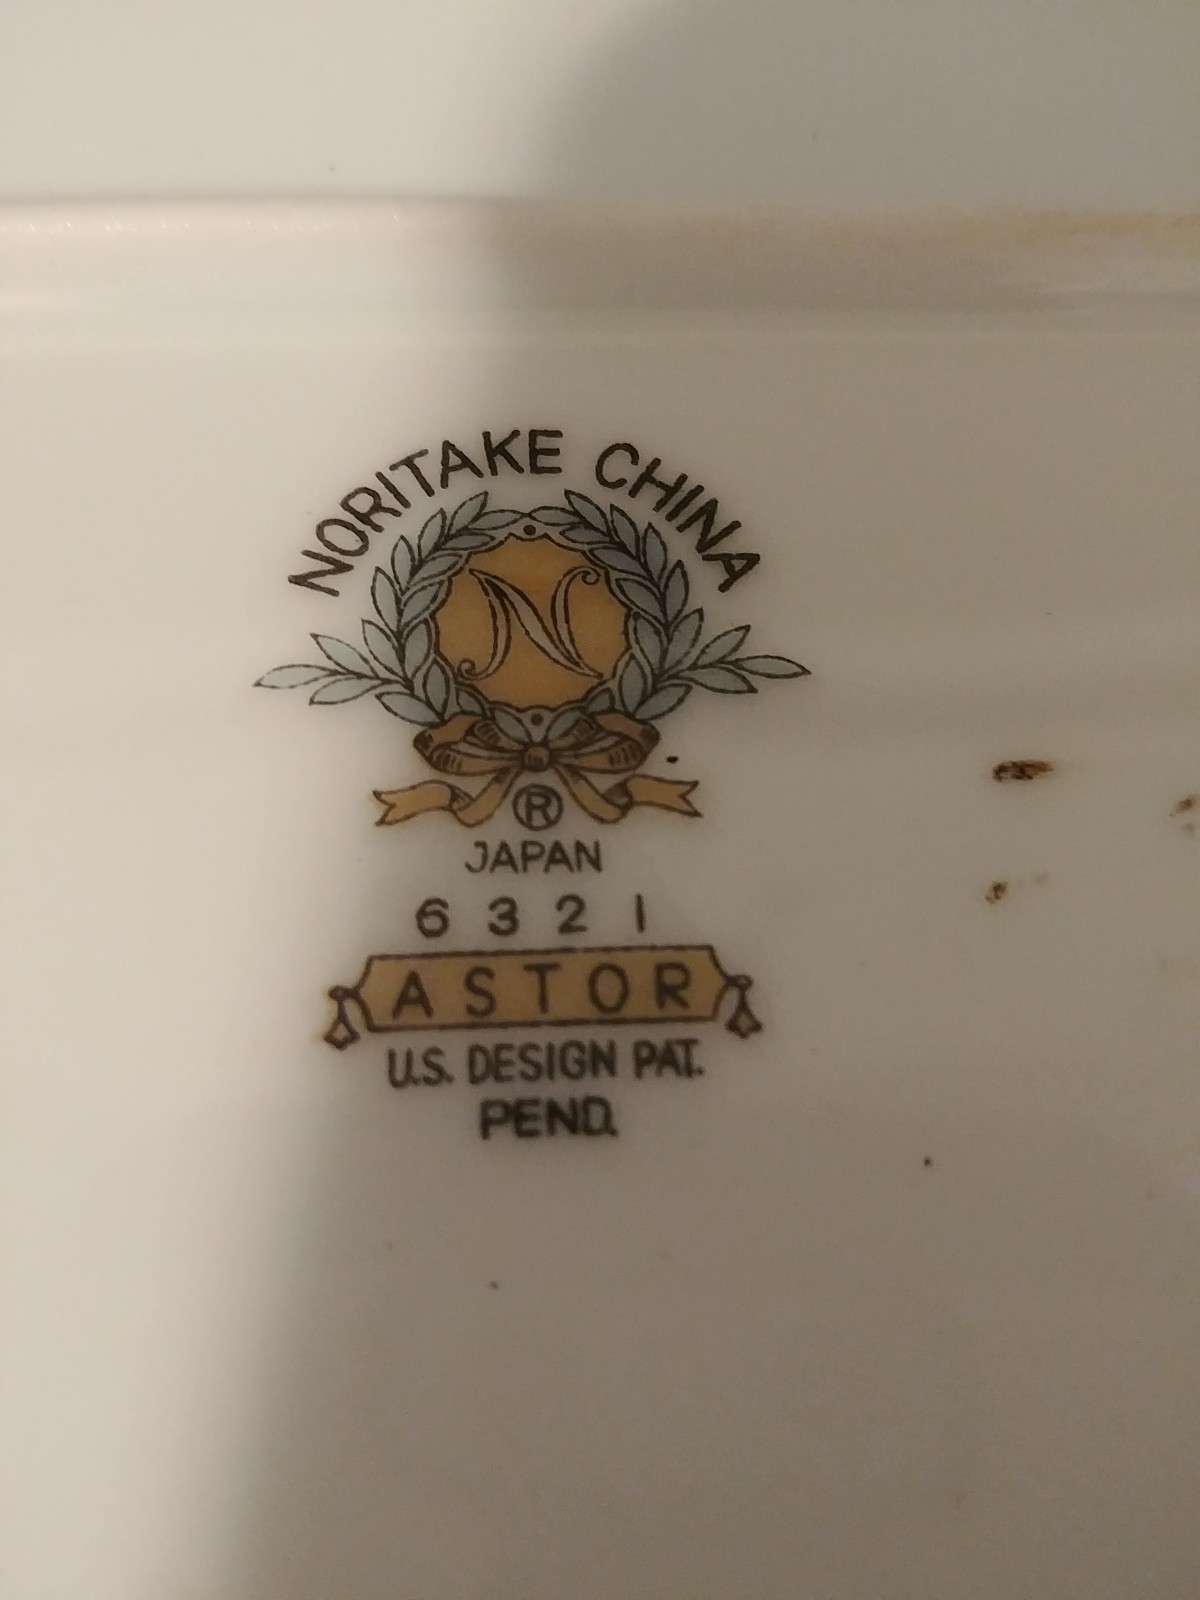 NORITAKE CHINA
N
®
JAPAN
6321
ASTOR
U.S. DESIGN PAT.
PEND.